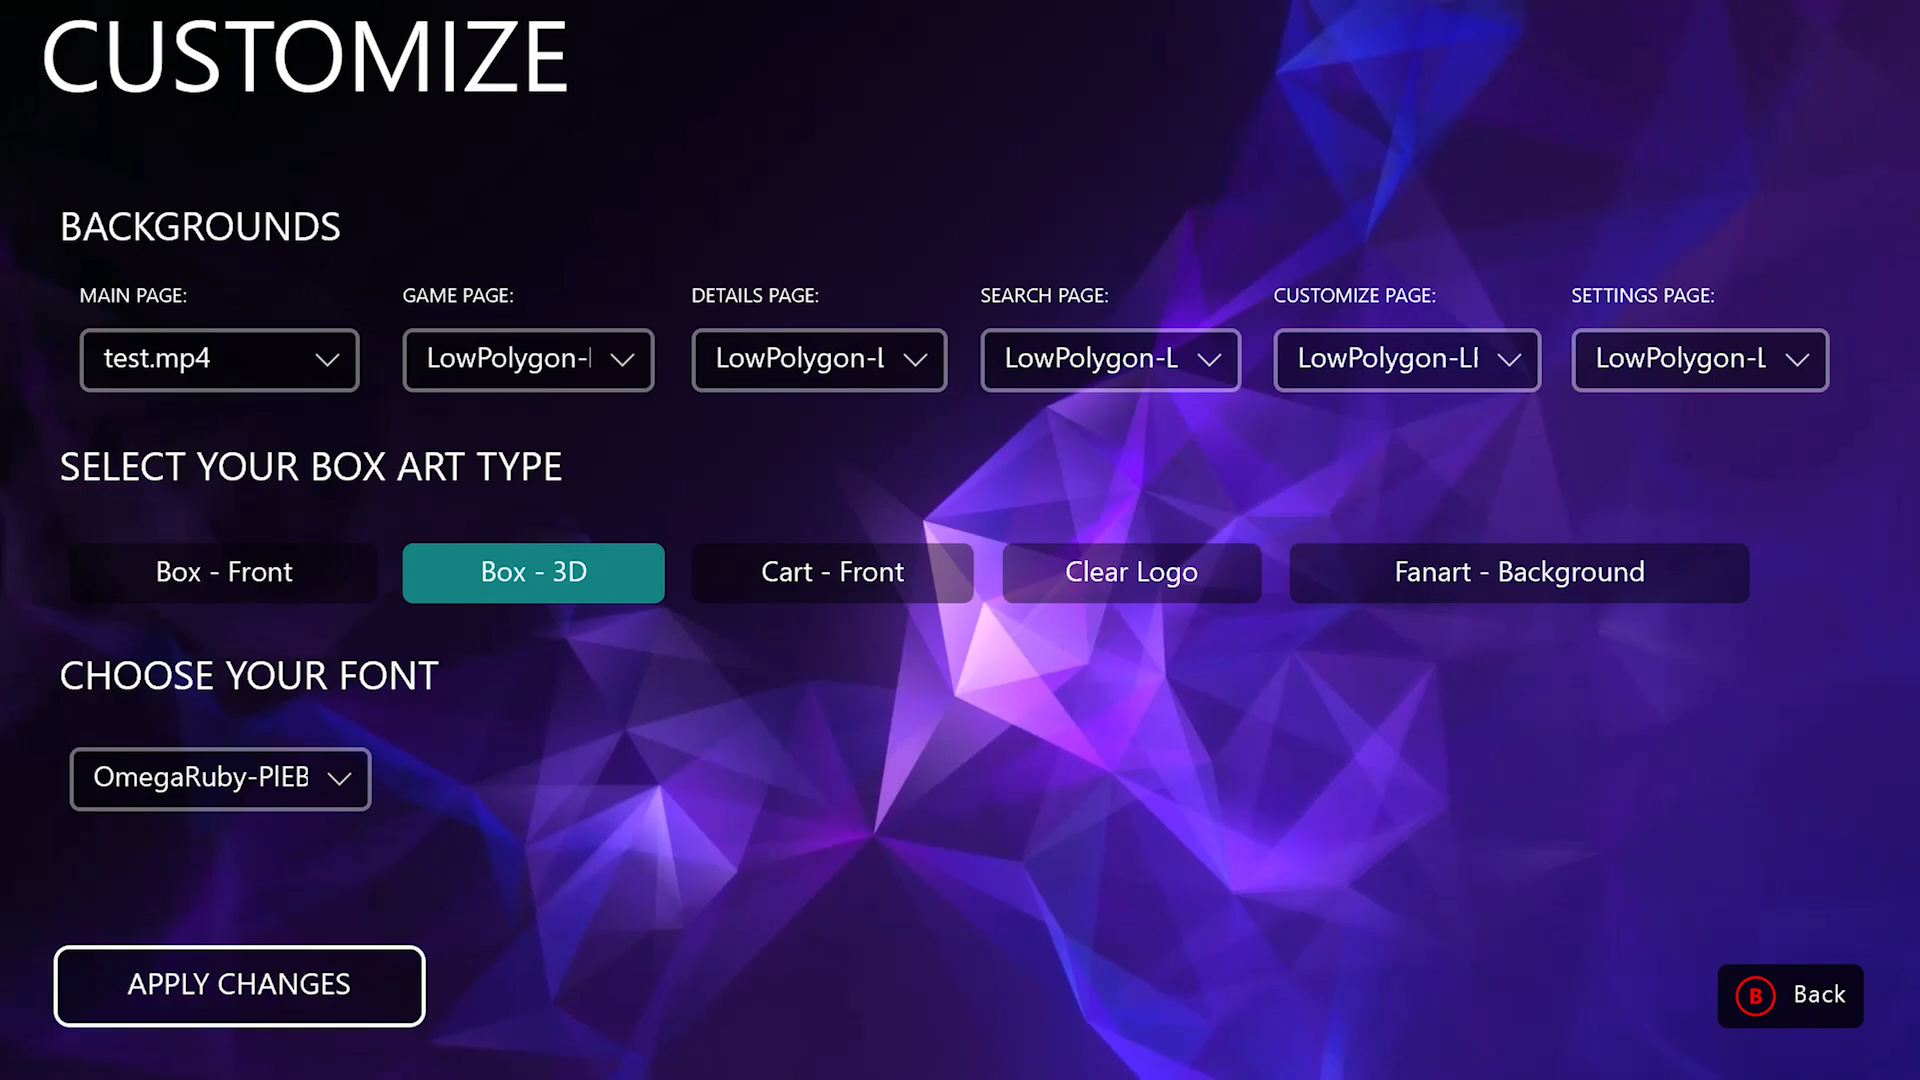 CUSTOMIZE
BACKGROUNDS
MAIN PAGE: GAME PAGE: DETAILS PAGE: SEARCH PAGE: CUSTOMIZE PAGE: SETTINGS PAGE:
test.mp4 LowPolygon- LowPolygon-L LowPolygon-L LowPolygon-LI LowPolygon-L
SELECT YOUR BOX ART TYPE
Box - Front Box - 3D Cart - Front Clear Logo Fanart - Background
CHOOSE YOUR FONT
OmegaRuby-PlEB
APPLY CHANGES
B Back